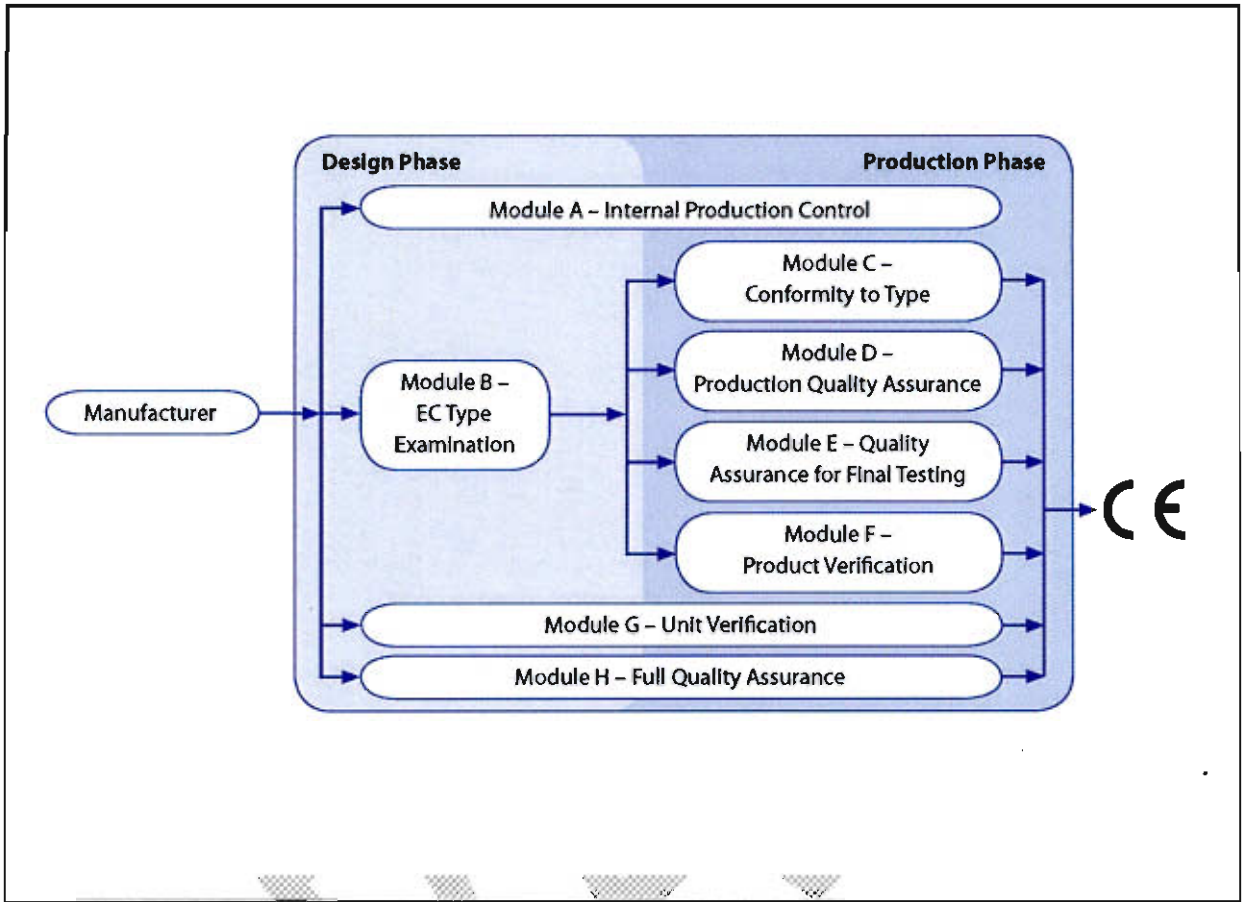 Design Phase
Production Phase
Module A – Internal Production Control
Module C –
Conformity to Type
Module D –
Production Quality Assurance
Manufacturer
Module B –
EC Type
Examination
Module E – Quality
Assurance for Final Testing
Module F –
Product Verification
CE
Module G – Unit Verification
Module H – Full Quality Assurance